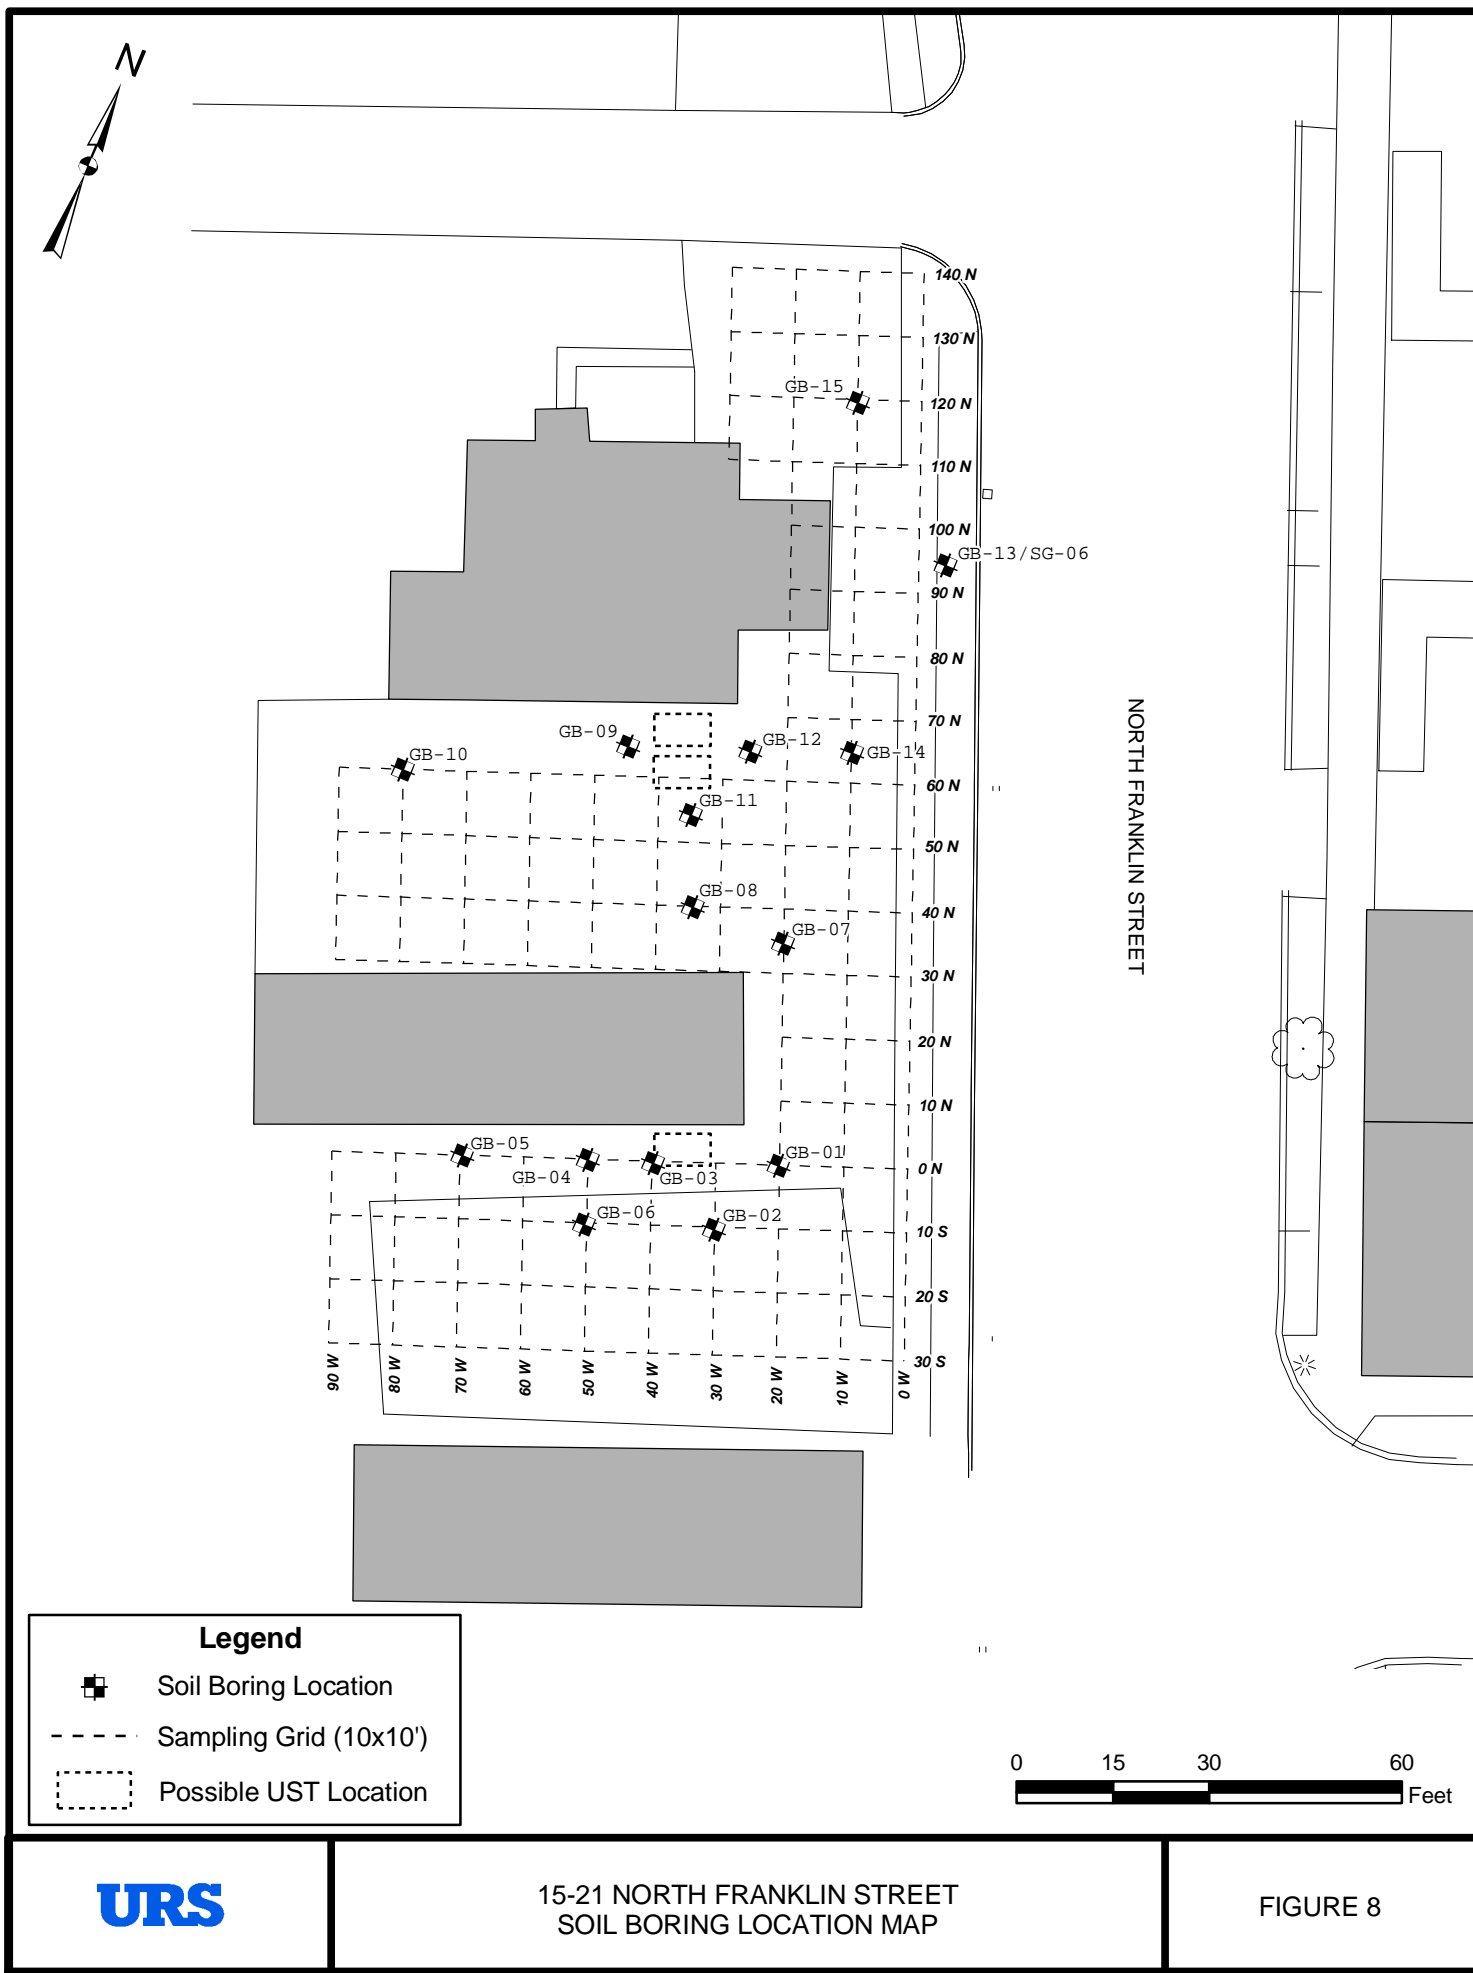 N
140 N
130 N
GB-15
120 N
110 N
100 N
GB-13/SG-06
90 N
80 N
70 N
GB-09
GB-12
GB-14
GB-10
60 N
GB-11
50 N
GB-08
40 N
GB-07
30 N
20 N
10 N
GB-05
GB-01
0 N
GB-04
GB-03
GB-06
GB-02
10 S
20 S
30 S
90 W
80 W
70 W
60 W
50 W
40 W
30 W
20 W
10 W
0 W
NORTH FRANKLIN STREET
Legend
Soil Boring Location
Sampling Grid (10x10')
Possible UST Location
0 15 30 60
Feet
URS
15-21 NORTH FRANKLIN STREET
SOIL BORING LOCATION MAP
FIGURE 8